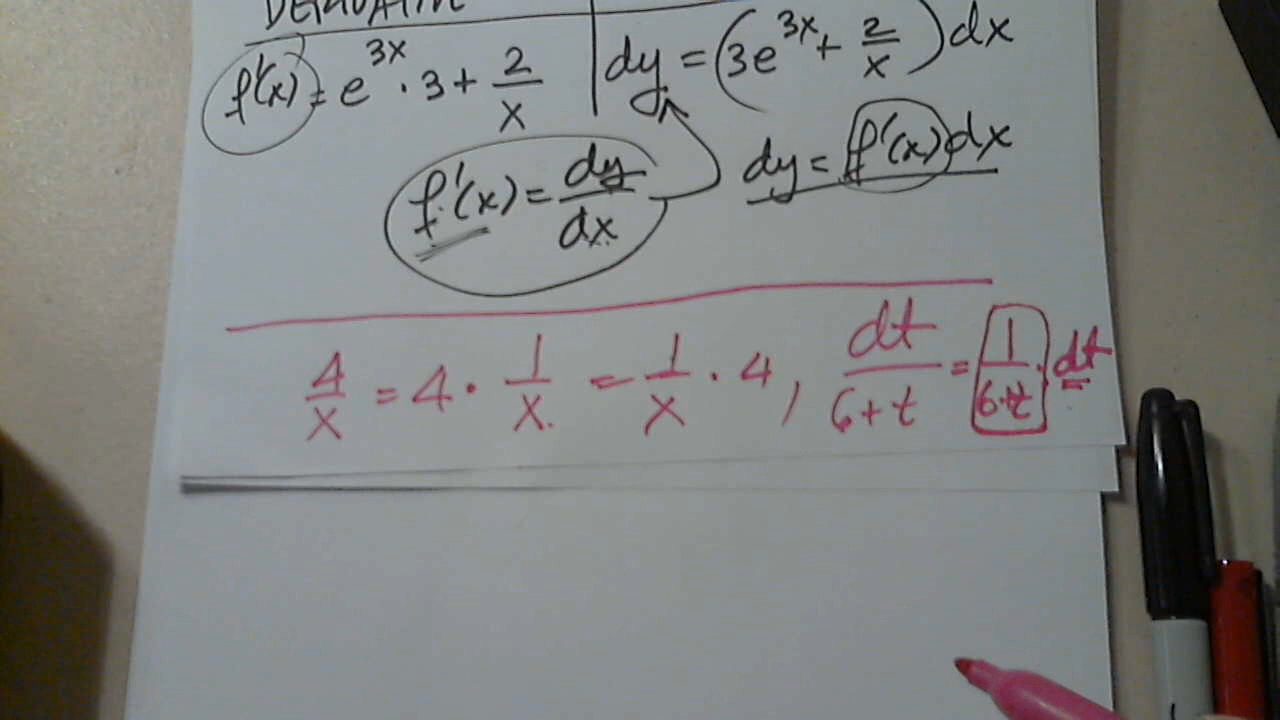 DERIVATIVE
f'(x) = e^{3x} · 3 + 2/x | dy = (3e^{3x} + 2/x) dx
f'(x) = dy/dx dy = f'(x) dx
4/x = 4 · 1/x = 1/x · 4 , dt/(6+t) = 1/(6+t) · dt